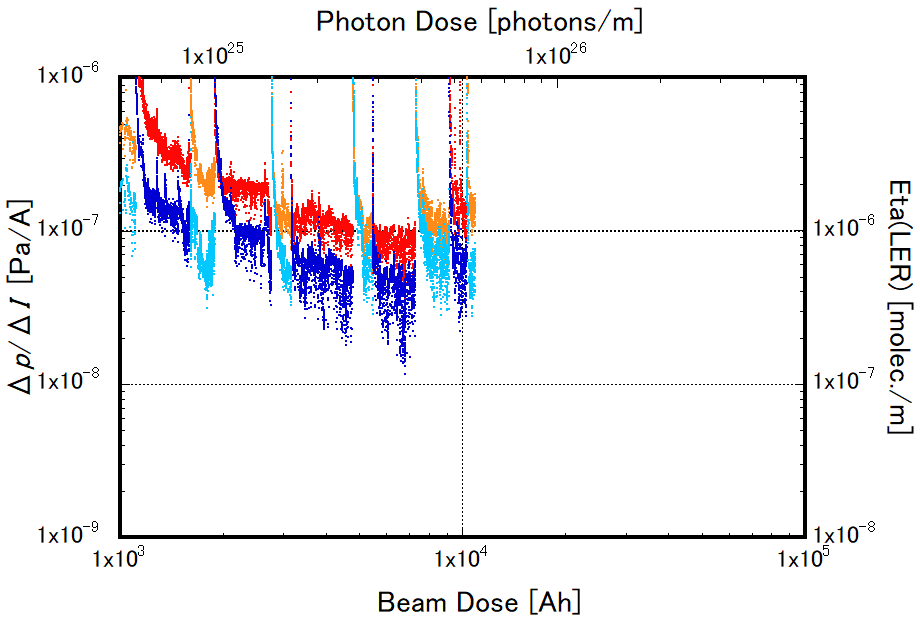 Photon Dose [photons/m]
1x10^25 1x10^26
1x10^-6
1x10^-7 1x10^-6
1x10^-8 1x10^-7
1x10^-9 1x10^-8
Δp/ΔI [Pa/A]
Eta(LER) [molec./m]
1x10^3 1x10^4 1x10^5
Beam Dose [Ah]